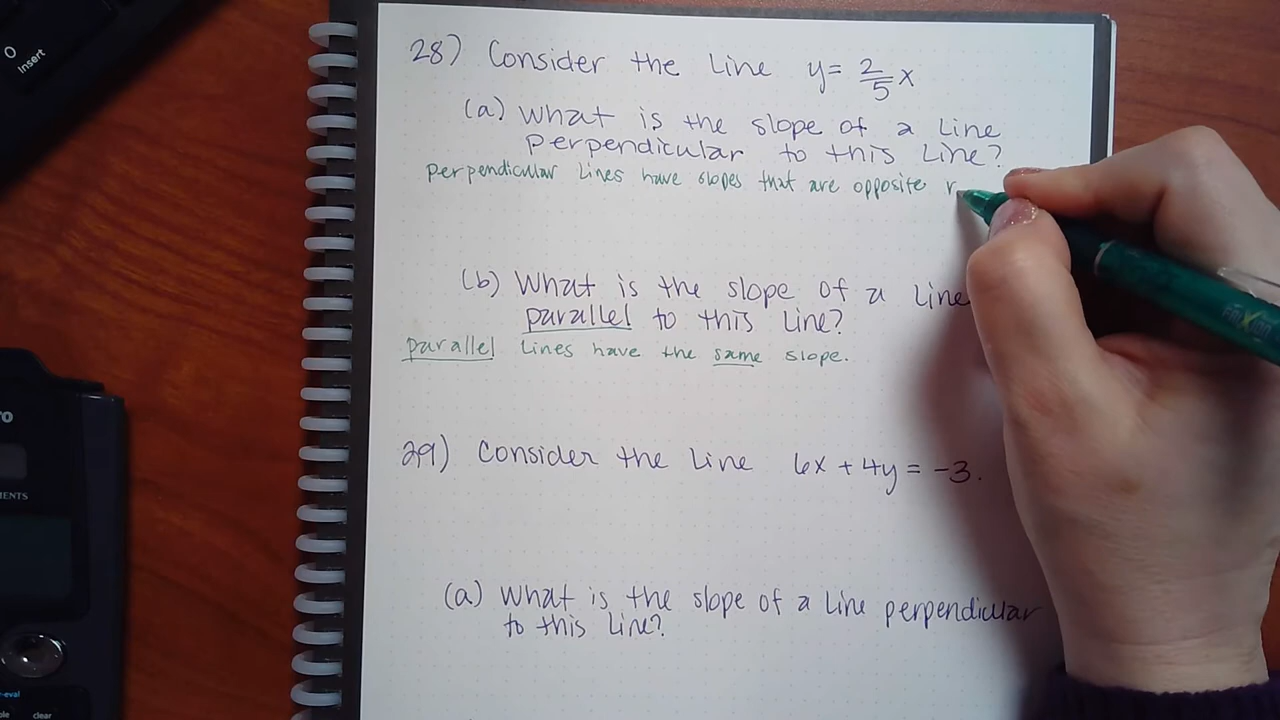 0
Insert
28) Consider the line y = 2/5 x
(a) What is the slope of a line
perpendicular to this line?
perpendicular lines have slopes that are opposite r
(b) What is the slope of a line
parallel to this line?
parallel lines have the same slope.
29) Consider the line 6x + 4y = -3.
(a) What is the slope of a line perpendicular
to this line?
clear